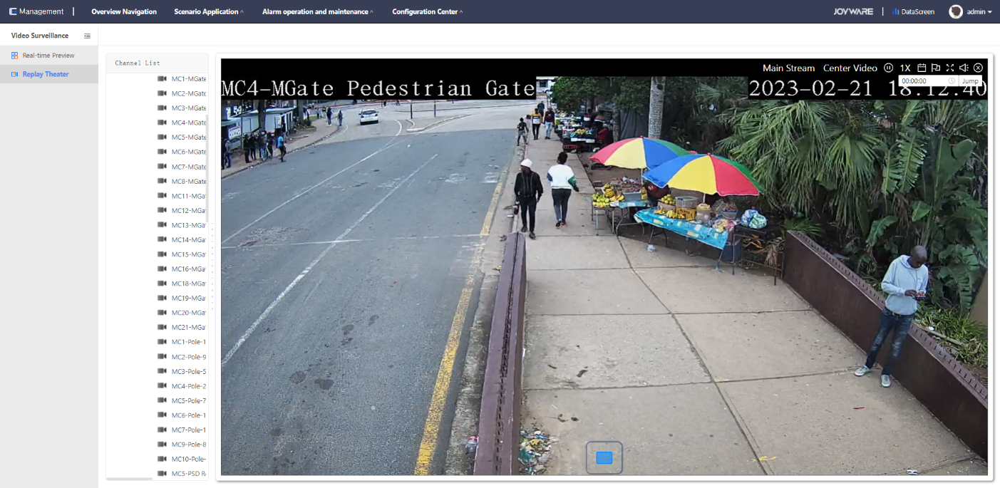 Management | Overview Navigation Scenario Application ^ Alarm operation and maintenance ^ Configuration Center ^ JOYWARE | DataScreen admin
Video Surveillance
Real-time Preview
Replay Theater
Channel List
MC1-MGate
MC2-MGate
MC3-MGate
MC4-MGate
MC5-MGate
MC6-MGate
MC7-MGate
MC8-MGate
MC11-MGa
MC12-MGa
MC13-MGa
MC14-MGa
MC15-MGa
MC16-MGa
MC18-MGa
MC19-MGa
MC20-MGa
MC21-MGa
MC1-Pole-1
MC2-Pole-9
MC3-Pole-5
MC4-Pole-2
MC5-Pole-7
MC6-Pole-1
MC7-Pole-1
MC9-Pole-8
MC10-Pole-
MC5-PSD R
Main Stream Center Video 1X
00:00:00 Jump
MC4-MGate Pedestrian Gate 2023-02-21 18:12:40